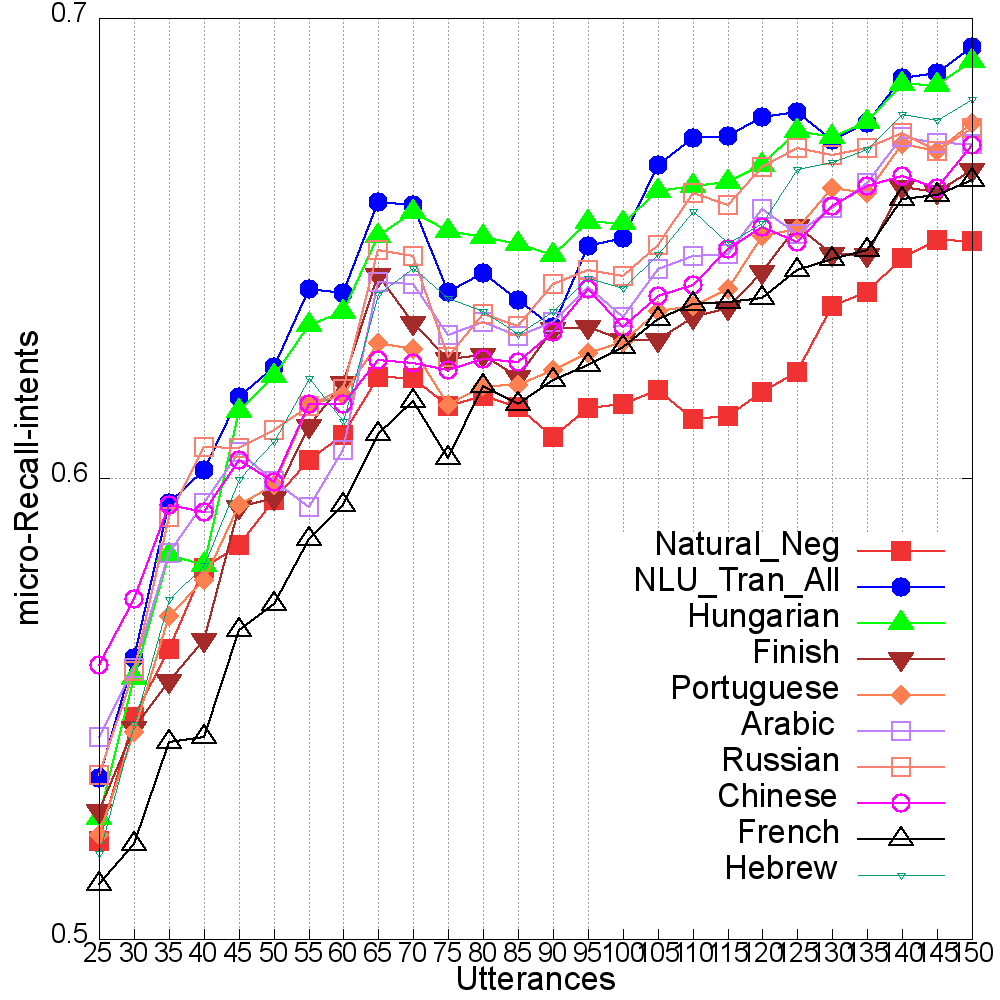 0.7
0.6
0.5
micro-Recall-intents
Natural_Neg
NLU_Tran_All
Hungarian
Finish
Portuguese
Arabic
Russian
Chinese
French
Hebrew
25 30 35 40 45 50 55 60 65 70 75 80 85 90 95 100 105 110 115 120 125 130 135 140 145 150
Utterances